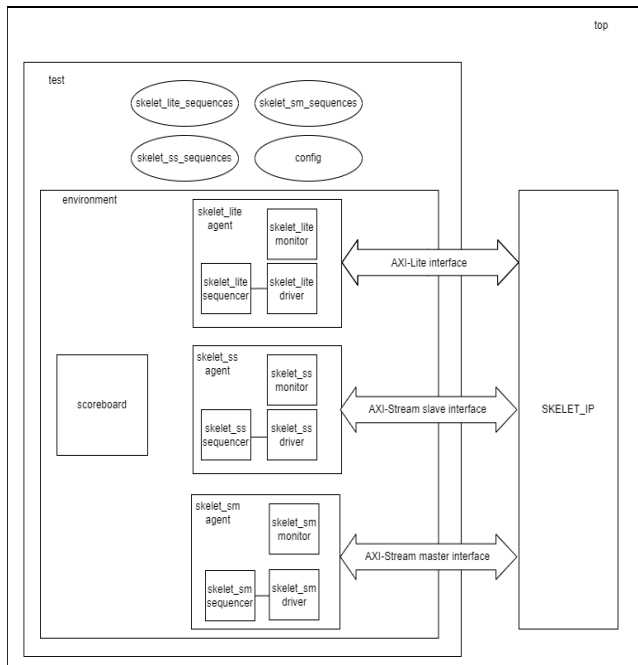 top
test
skelet_lite_sequences
skelet_sm_sequences
skelet_ss_sequences
config
environment
skelet_lite
agent
skelet_lite
monitor
skelet_lite
sequencer
skelet_lite
driver
AXI-Lite interface
scoreboard
skelet_ss
agent
skelet_ss
monitor
skelet_ss
sequencer
skelet_ss
driver
AXI-Stream slave interface
SKELET_IP
skelet_sm
agent
skelet_sm
monitor
skelet_sm
sequencer
skelet_sm
driver
AXI-Stream master interface